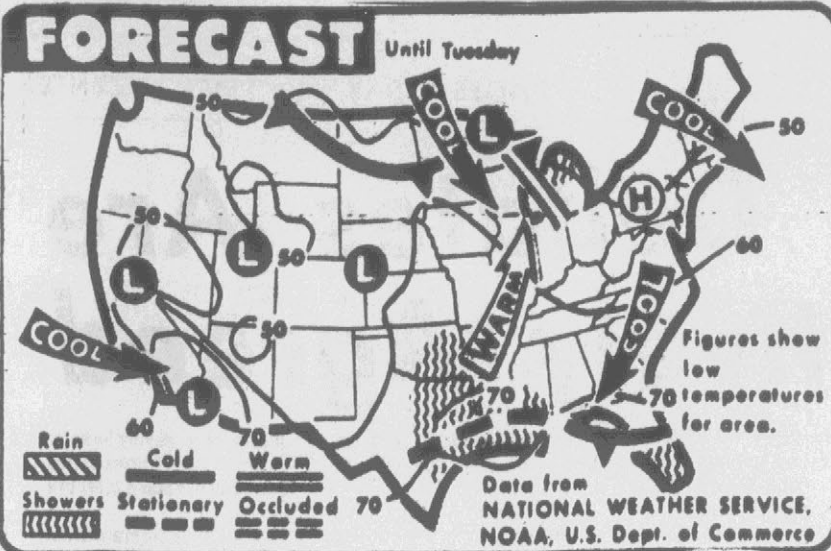 FORECAST
Until Tuesday
50
COOL
L
COOL
50
50
H
L
50
L
60
L
COOL
WARM
COOL
50
Figures show
low
temperatures
for area.
70
70
L
60
70
Rain
Cold
Warm
Showers
Stationary
Occluded
70
Data from
NATIONAL WEATHER SERVICE,
NOAA, U.S. Dept. of Commerce